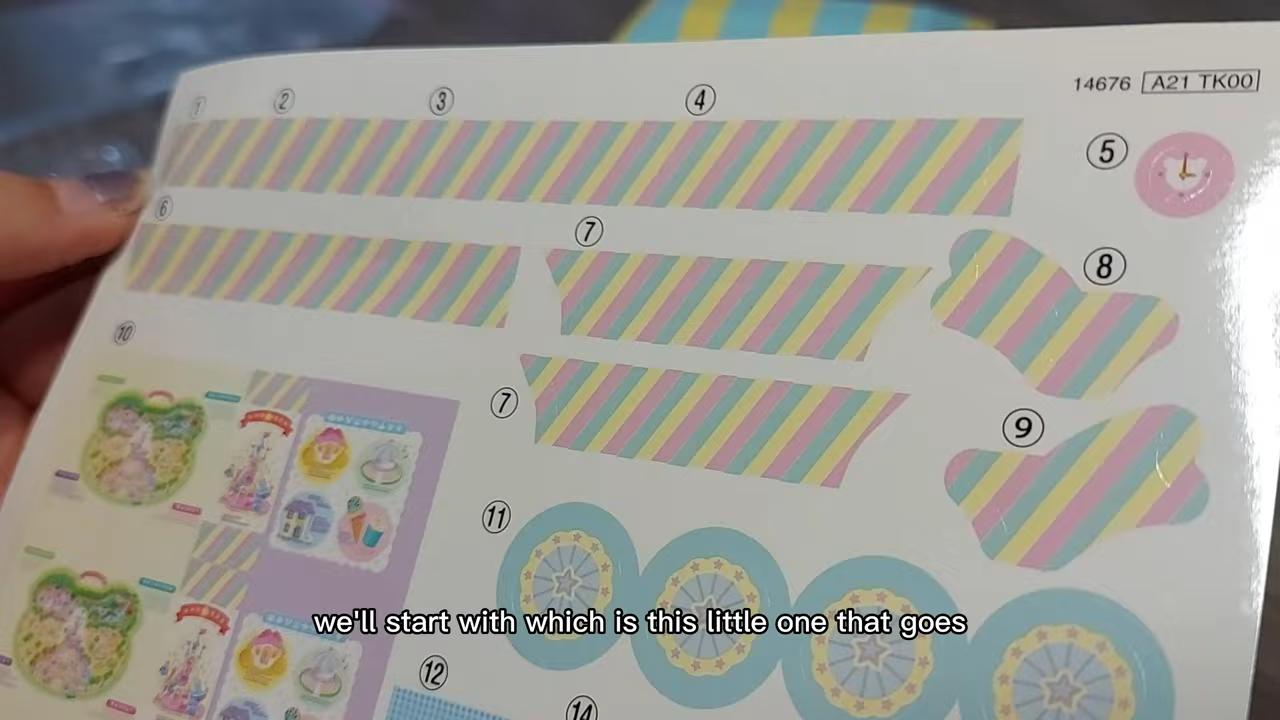 14676 A21 TK00
① ② ③ ④ ⑤
⑥ ⑦ ⑧
⑩ ⑦ ⑨
⑪
we'll start with which is this little one that goes
⑫ ⑭